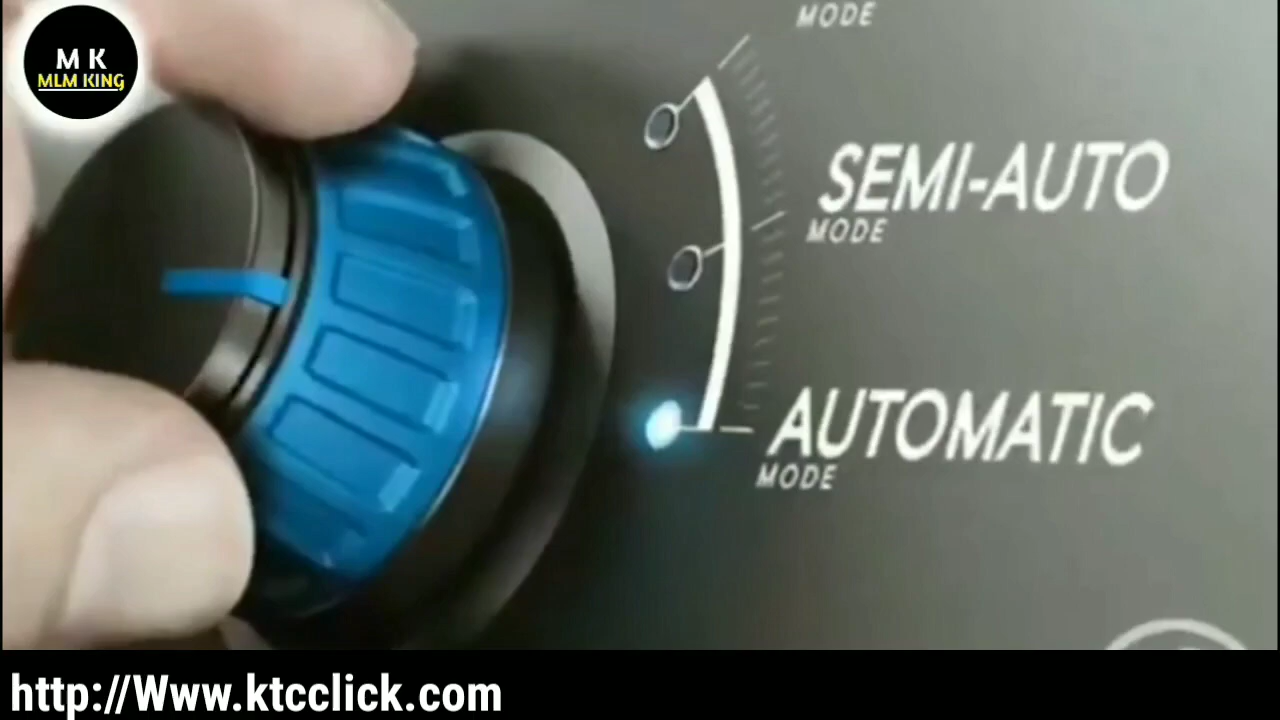 M K
MLM KING
MODE
SEMI-AUTO
MODE
AUTOMATIC
MODE
http://Www.ktcclick.com